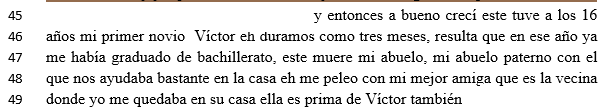 45 y entonces a bueno crecí este tuve a los 16
46 años mi primer novio Víctor eh duramos como tres meses, resulta que en ese año ya
47 me había graduado de bachillerato, este muere mi abuelo, mi abuelo paterno con el
48 que nos ayudaba bastante en la casa eh me peleo con mi mejor amiga que es la vecina
49 donde yo me quedaba en su casa ella es prima de Víctor también